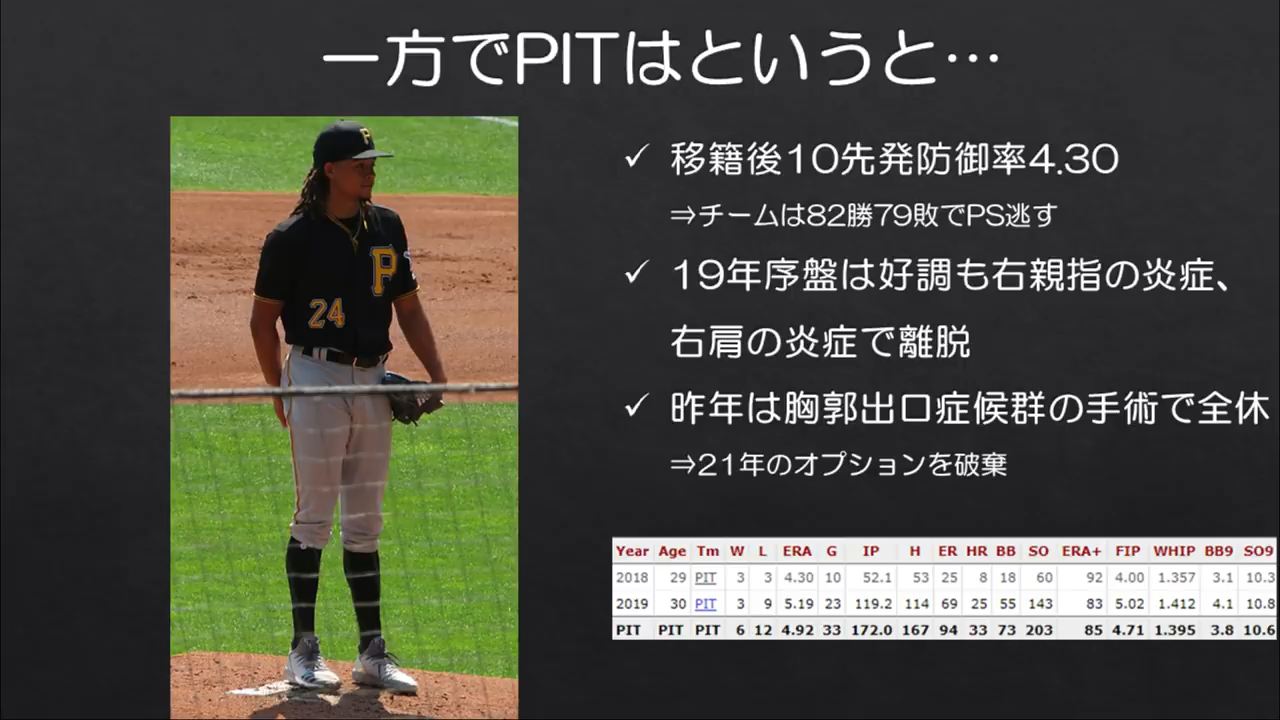 一方でPITはというと…
P
P
24
✓ 移籍後10先発防御率4.30
⇒チームは82勝79敗でPS逃す
✓ 19年序盤は好調も右親指の炎症、
右肩の炎症で離脱
✓ 昨年は胸郭出口症候群の手術で全休
⇒21年のオプションを破棄
Year Age Tm W L ERA G IP H ER HR BB SO ERA+ FIP WHIP BB9 SO9
2018 29 PIT 3 3 4.30 10 52.1 53 25 8 18 60 92 4.00 1.357 3.1 10.3
2019 30 PIT 3 9 5.19 23 119.2 114 69 25 55 143 83 5.02 1.412 4.1 10.8
PIT PIT PIT 6 12 4.92 33 172.0 167 94 33 73 203 85 4.71 1.395 3.8 10.6